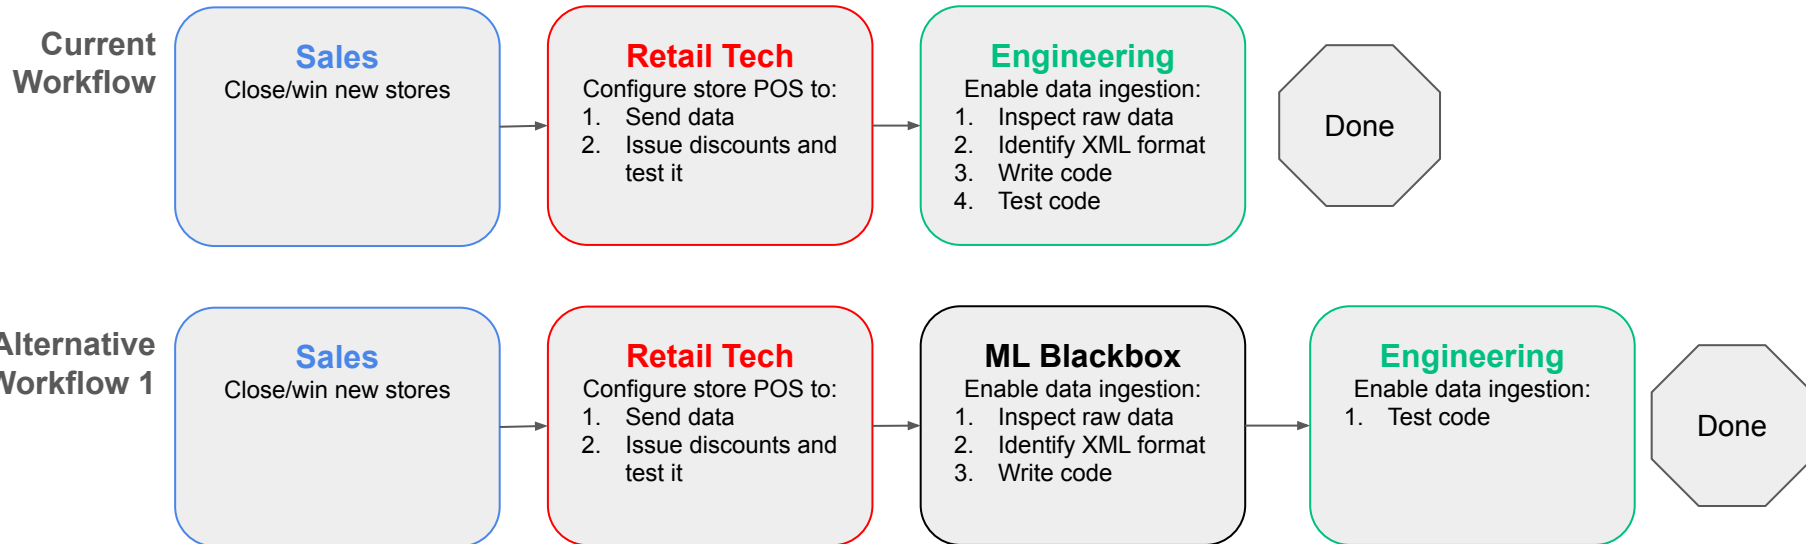 Current
Workflow
Sales
Close/win new stores
Retail Tech
Configure store POS to:
1. Send data
2. Issue discounts and
test it
Engineering
Enable data ingestion:
1. Inspect raw data
2. Identify XML format
3. Write code
4. Test code
Done
Alternative
Workflow 1
Sales
Close/win new stores
Retail Tech
Configure store POS to:
1. Send data
2. Issue discounts and
test it
ML Blackbox
Enable data ingestion:
1. Inspect raw data
2. Identify XML format
3. Write code
Engineering
Enable data ingestion:
1. Test code
Done